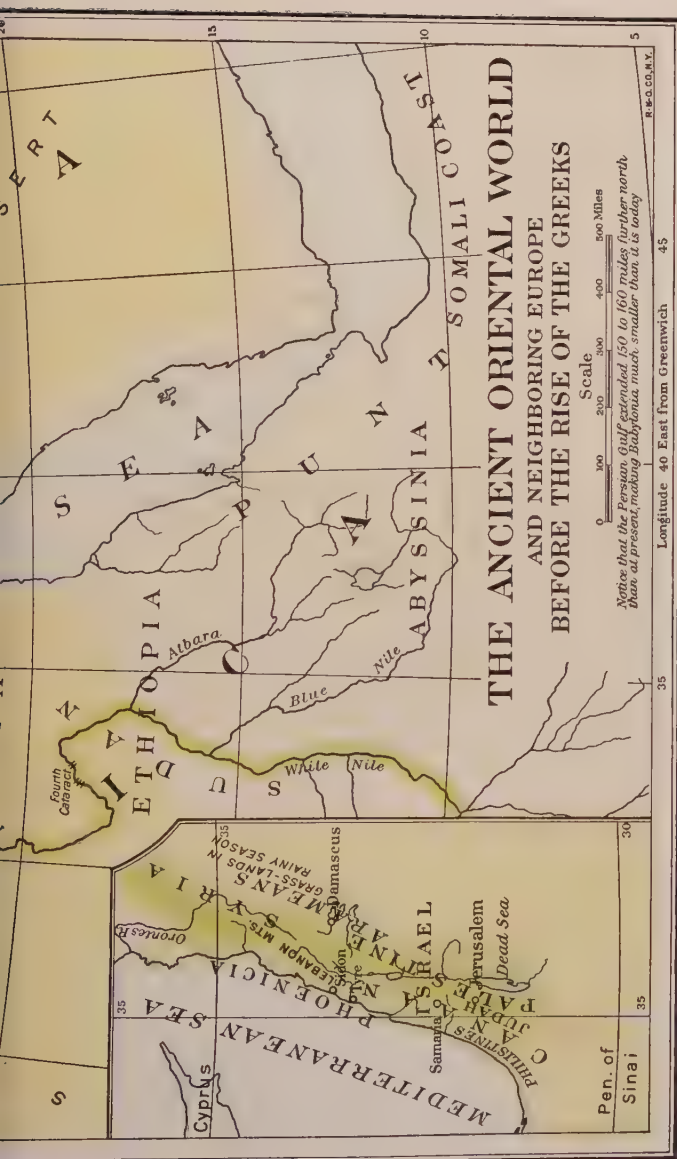 THE ANCIENT ORIENTAL WORLD
AND NEIGHBORING EUROPE
BEFORE THE RISE OF THE GREEKS
Scale
0 100 200 300 400 500 Miles
Notice that the Persian Gulf extended 150 to 160 miles further north
than at present, making Babylonia much smaller than it is today
Longitude 40 East from Greenwich 45
R.M.Q.CO.,N.Y.
SERT
A
SEA
PUNT
SOMALI COAST
ETHIOPIA
ABYSSINIA
A
C
I
SUDAN
Fourth
Cataract
Atbara
Blue Nile
White Nile
20
15
10
5
30
35
S
Cyprus
MEDITERRANEAN SEA
PHOENICIA
LEBANON MTS.
Orontes R.
SYRIA
ARAMEANS
GRASS-LANDS IN
RAINY SEASON
Damascus
Sidon
Tyre
ISRAEL
Samaria
CANAAN
PALESTINE
JUDAH
Jerusalem
Dead Sea
PHILISTINES
Pen. of
Sinai
35
35
35